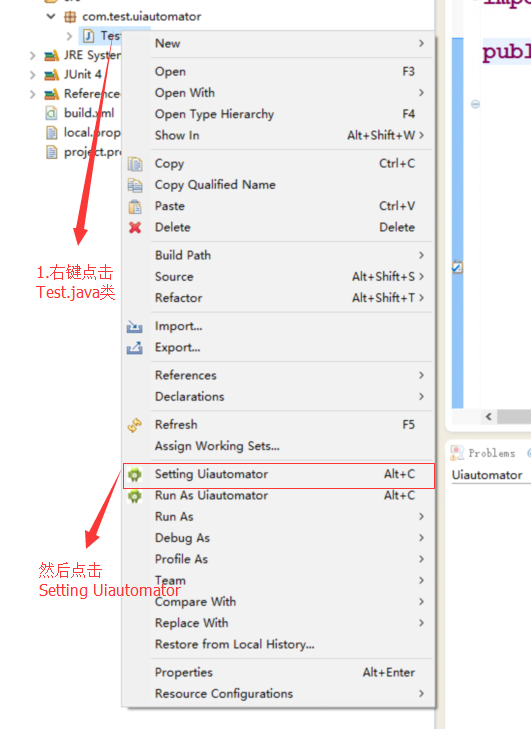 com.test.uiautomator
Test
JRE System
JUnit 4
Reference
build.xml
local.prop
project.pr
New
Open F3
Open With
Open Type Hierarchy F4
Show In Alt+Shift+W
Copy Ctrl+C
Copy Qualified Name
Paste Ctrl+V
Delete Delete
Build Path
Source Alt+Shift+S
Refactor Alt+Shift+T
Import...
Export...
References
Declarations
Refresh F5
Assign Working Sets...
Setting Uiautomator Alt+C
Run As Uiautomator Alt+C
Run As
Debug As
Profile As
Team
Compare With
Replace With
Restore from Local History...
Properties Alt+Enter
Resource Configurations
1.右键点击
Test.java类
然后点击
Setting Uiautomator
publ
Problems
Uiautomator